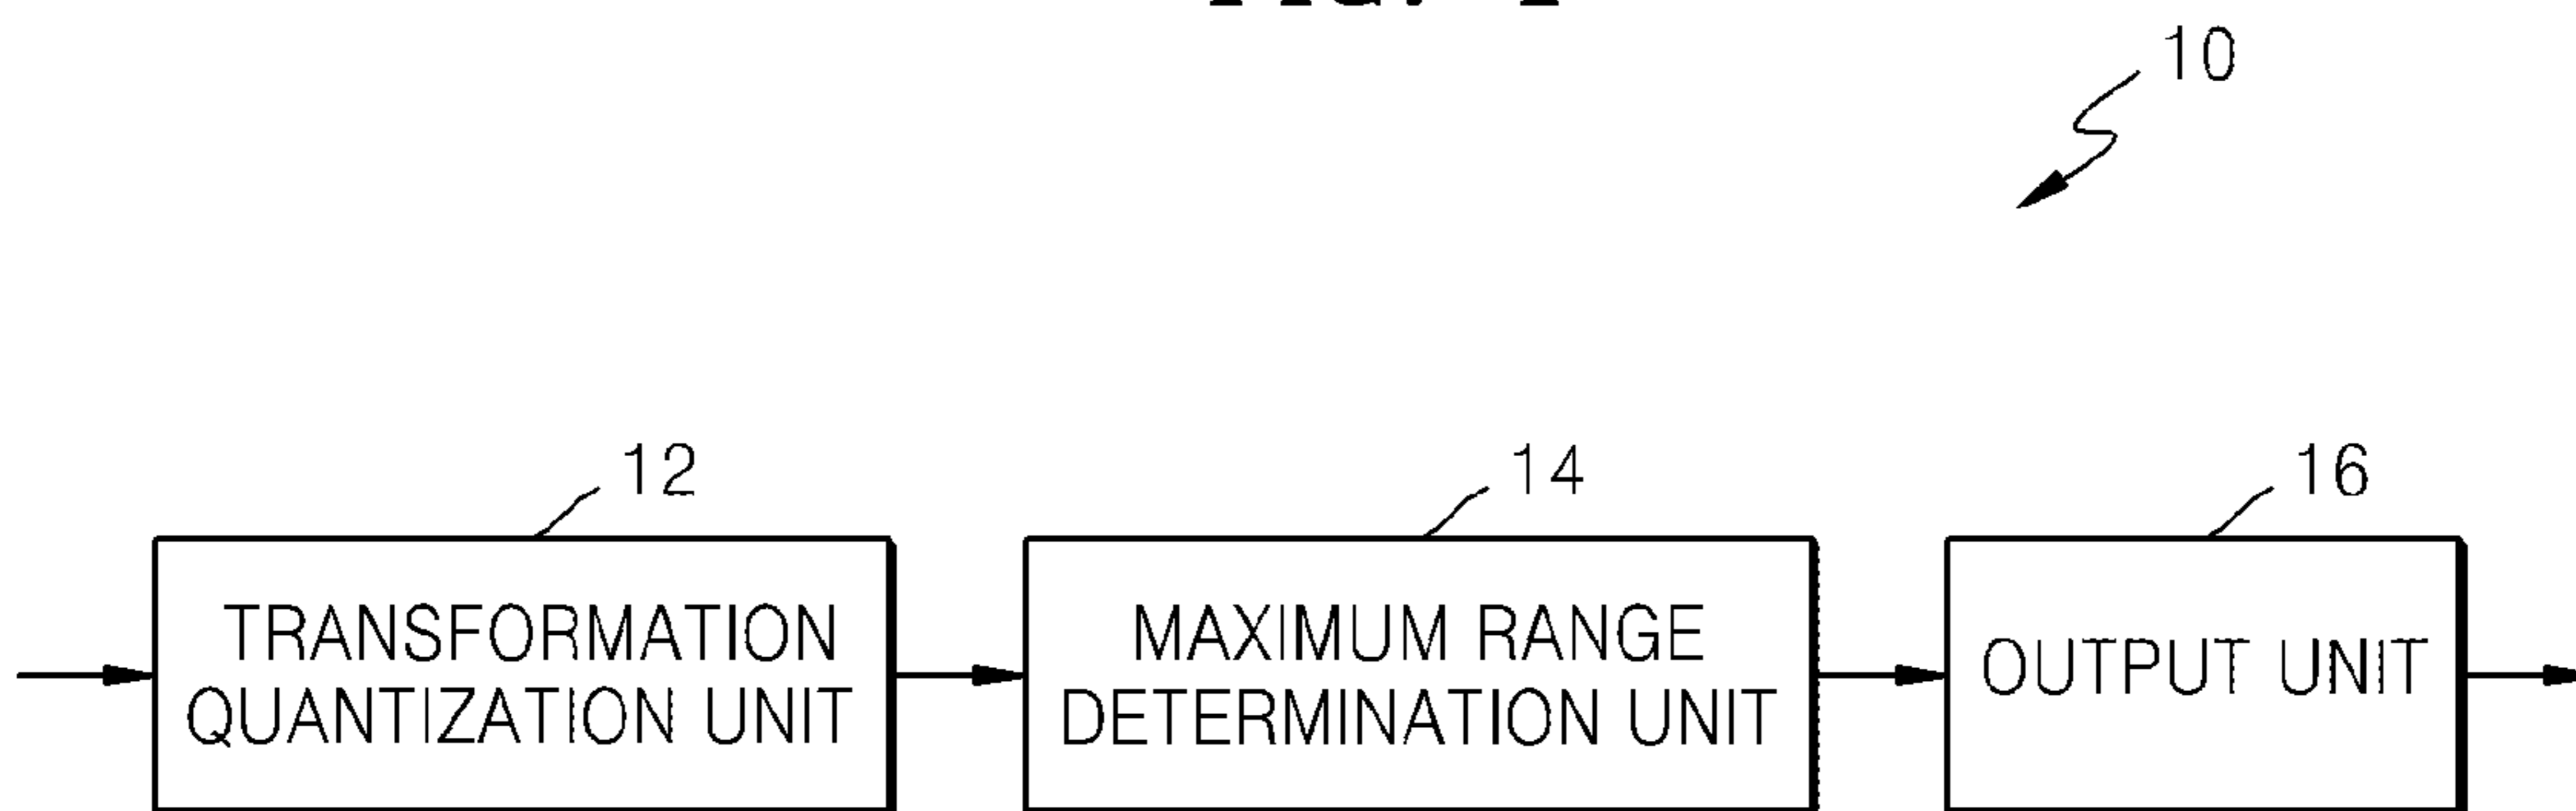 10
12
14
16
TRANSFORMATION
QUANTIZATION UNIT
MAXIMUM RANGE
DETERMINATION UNIT
OUTPUT UNIT